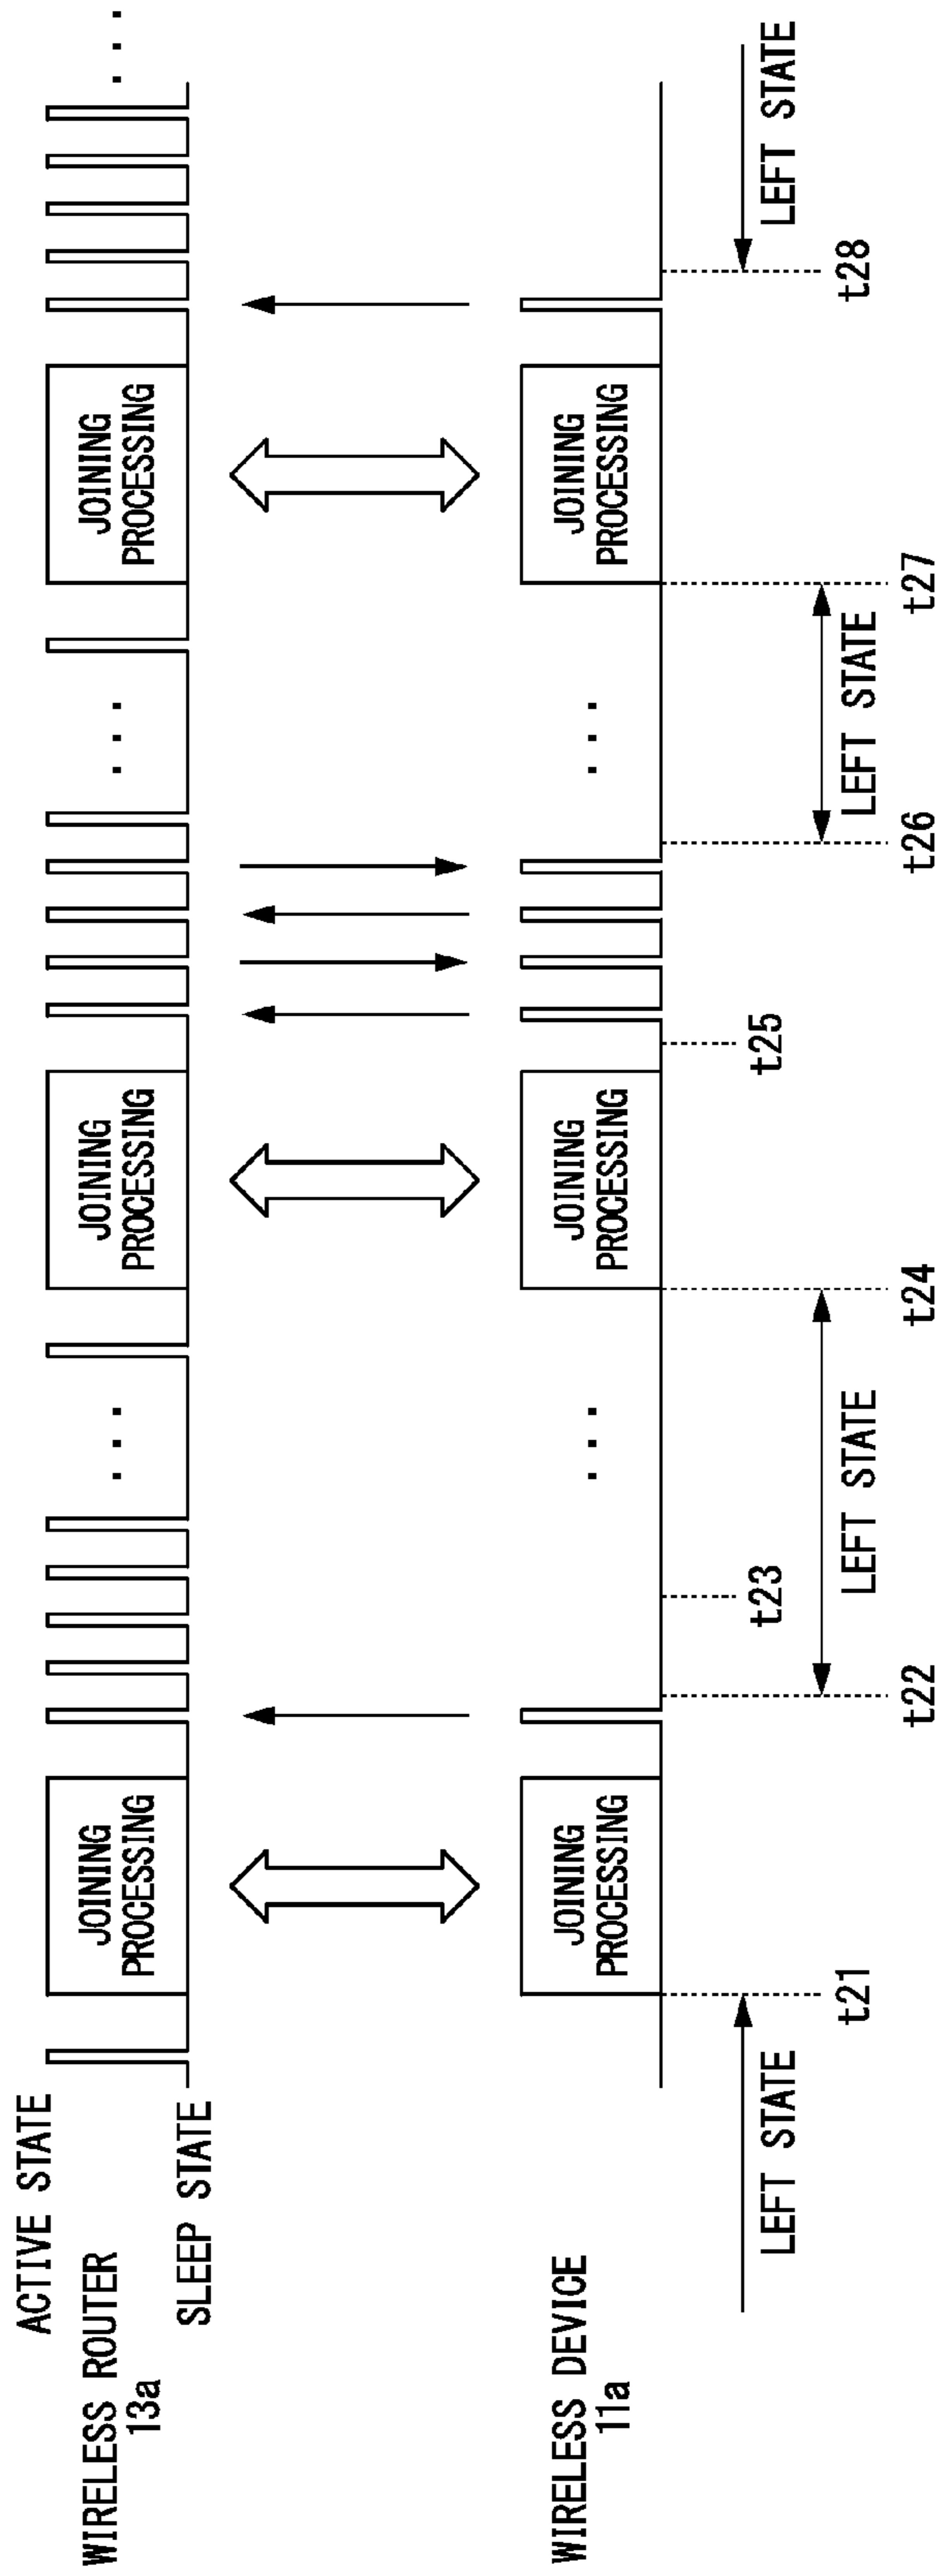 ACTIVE STATE
WIRELESS ROUTER
13a
SLEEP STATE
JOINING
PROCESSING
. . .
JOINING
PROCESSING
. . .
JOINING
PROCESSING
. . .
WIRELESS DEVICE
11a
JOINING
PROCESSING
. . .
JOINING
PROCESSING
. . .
JOINING
PROCESSING
LEFT STATE
t21
t22
t23
LEFT STATE
t24
t25
t26
LEFT STATE
t27
t28
LEFT STATE